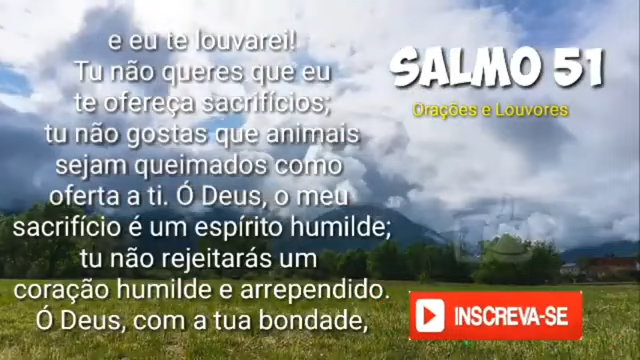 e eu te louvarei!
Tu não queres que eu
te ofereça sacrifícios;
tu não gostas que animais
sejam queimados como
oferta a ti. Ó Deus, o meu
sacrifício é um espírito humilde;
tu não rejeitarás um
coração humilde e arrependido.
Ó Deus, com a tua bondade,
SALMO 51
Orações e Louvores
INSCREVA-SE